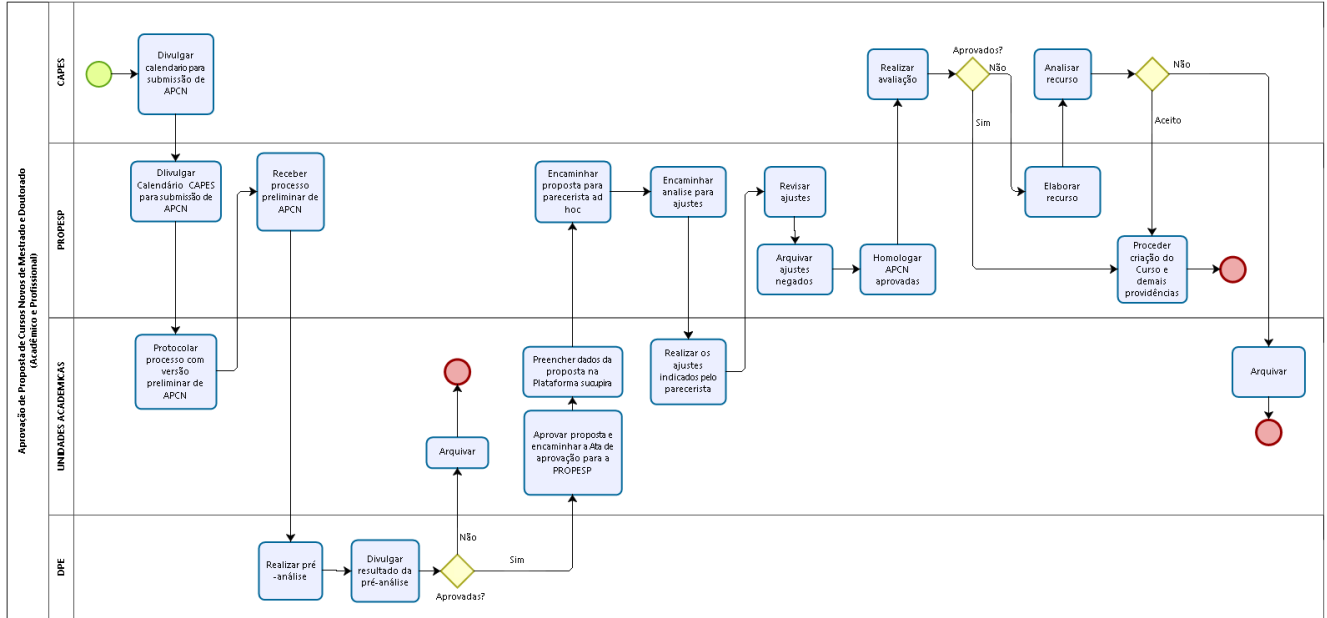 Aprovação de Proposta de Cursos Novos de Mestrado e Doutorado
(Acadêmico e Profissional)
CAPES
Divulgar
calendario para
submissão de
APCN
Realizar
avaliação
Aprovados?
Não
Sim
Analisar
recurso
Não
Aceito
PROPESP
DIivulgar
Calendário CAPES
para submissão de
APCN
Receber
processo
preliminar de
APCN
Encaminhar
proposta para
parecerista ad
hoc
Encaminhar
analise para
ajustes
Revisar
ajustes
Arquivar
ajustes
negados
Homologar
APCN
aprovadas
Elaborar
recurso
Proceder
criação do
Curso e
demais
providências
UNIDADES ACADEMICAS
Protocolar
processo com
versão
preliminar de
APCN
Arquivar
Preencher dados da
proposta na
Plataforma sucupira
Aprovar proposta e
encaminhar a Ata de
aprovação para a
PROPESP
Realizar os
ajustes
indicados pelo
parecerista
Arquivar
DPE
Realizar pré
-análise
Divulgar
resultado da
pré-análise
Não
Sim
Aprovadas?